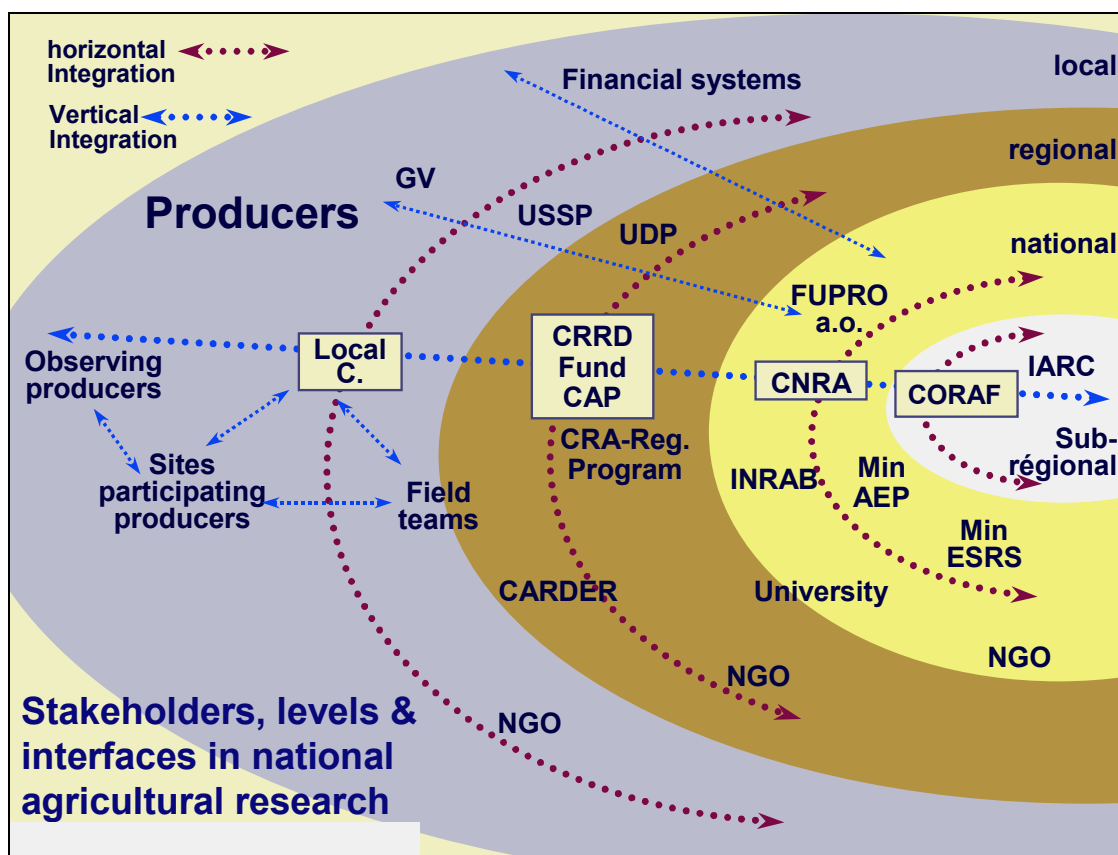 horizontal
Integration
Vertical
Integration
Financial systems
local
regional
GV
Producers
USSP
UDP
national
FUPRO
a.o.
Observing
producers
Local
C.
CRRD
Fund
CAP
CNRA
CORAF
IARC
CRA-Reg.
Program
Sub-
régional
Sites
participating
producers
Field
teams
INRAB
Min
AEP
Min
ESRS
CARDER
University
NGO
NGO
NGO
Stakeholders, levels &
interfaces in national
agricultural research